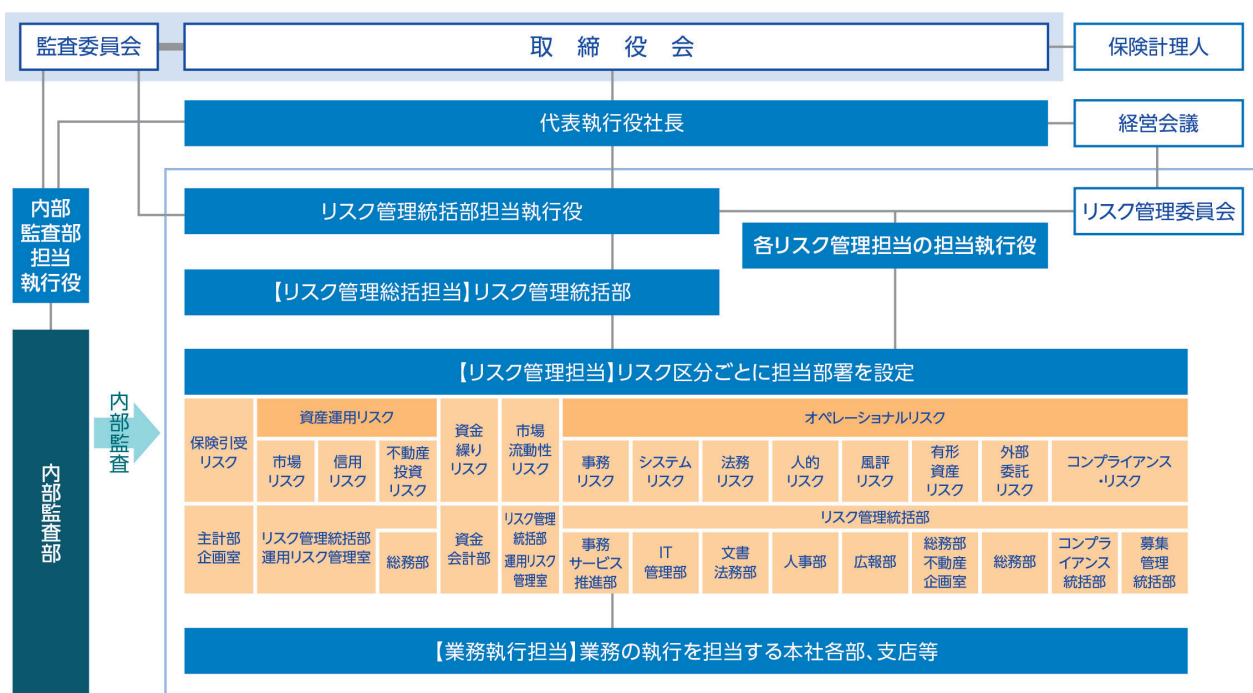 監査委員会
取締役会
保険計理人
代表執行役社長
経営会議
内部
監査部
担当
執行役
リスク管理統括部担当執行役
リスク管理委員会
各リスク管理担当の担当執行役
【リスク管理総括担当】リスク管理統括部
内部監査部
内部監査
【リスク管理担当】リスク区分ごとに担当部署を設定
保険引受
リスク
資産運用リスク
市場
リスク
信用
リスク
不動産
投資
リスク
資金
繰り
リスク
市場
流動性
リスク
オペレーショナルリスク
事務
リスク
システム
リスク
法務
リスク
人的
リスク
風評
リスク
有形
資産
リスク
外部
委託
リスク
コンプライアンス
・リスク
主計部
企画室
リスク管理統括部
運用リスク管理室
総務部
資金
会計部
リスク管理
統括部
運用リスク
管理室
リスク管理統括部
事務
サービス
推進部
IT
管理部
文書
法務部
人事部
広報部
総務部
不動産
企画室
総務部
コンプラ
イアンス
統括部
募集
管理
統括部
【業務執行担当】業務の執行を担当する本社各部、支店等